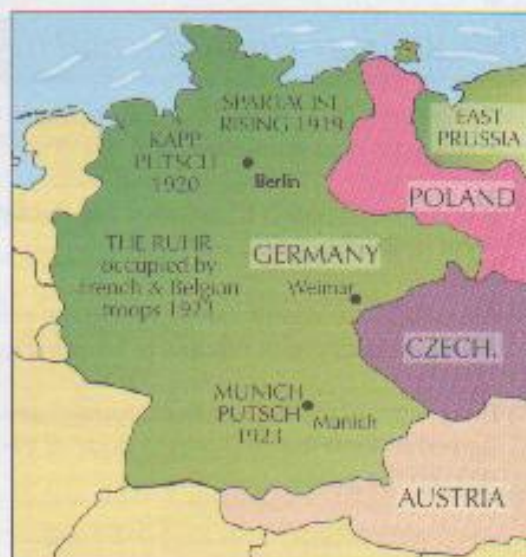 SPARTACIST
RISING 1919
KAPP
PUTSCH
1920
Berlin
EAST
PRUSSIA
POLAND
THE RUHR
occupied by
French & Belgian
troops 1923
GERMANY
Weimar
CZECH.
MUNICH
PUTSCH
1923
Munich
AUSTRIA